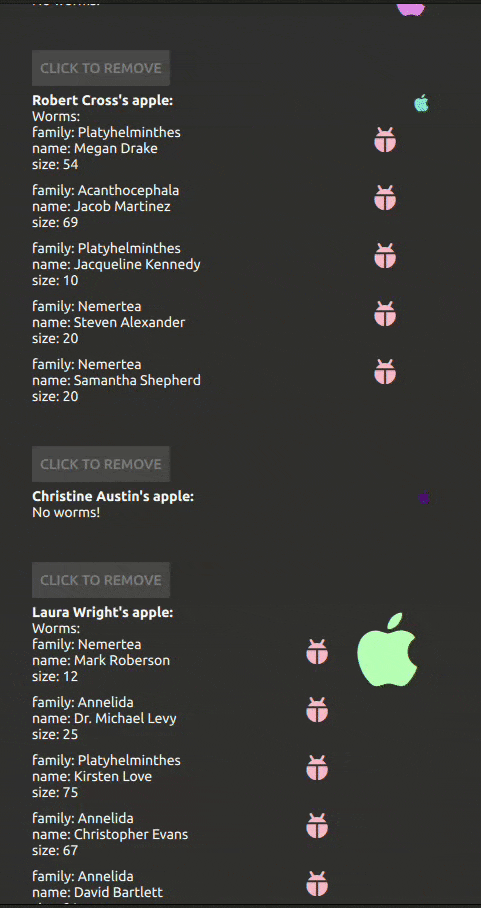 No worms!
CLICK TO REMOVE
Robert Cross's apple:
Worms:
family: Platyhelminthes
name: Megan Drake
size: 54
family: Acanthocephala
name: Jacob Martinez
size: 69
family: Platyhelminthes
name: Jacqueline Kennedy
size: 10
family: Nemertea
name: Steven Alexander
size: 20
family: Nemertea
name: Samantha Shepherd
size: 20
CLICK TO REMOVE
Christine Austin's apple:
No worms!
CLICK TO REMOVE
Laura Wright's apple:
Worms:
family: Nemertea
name: Mark Roberson
size: 12
family: Annelida
name: Dr. Michael Levy
size: 25
family: Platyhelminthes
name: Kirsten Love
size: 75
family: Annelida
name: Christopher Evans
size: 67
family: Annelida
name: David Bartlett